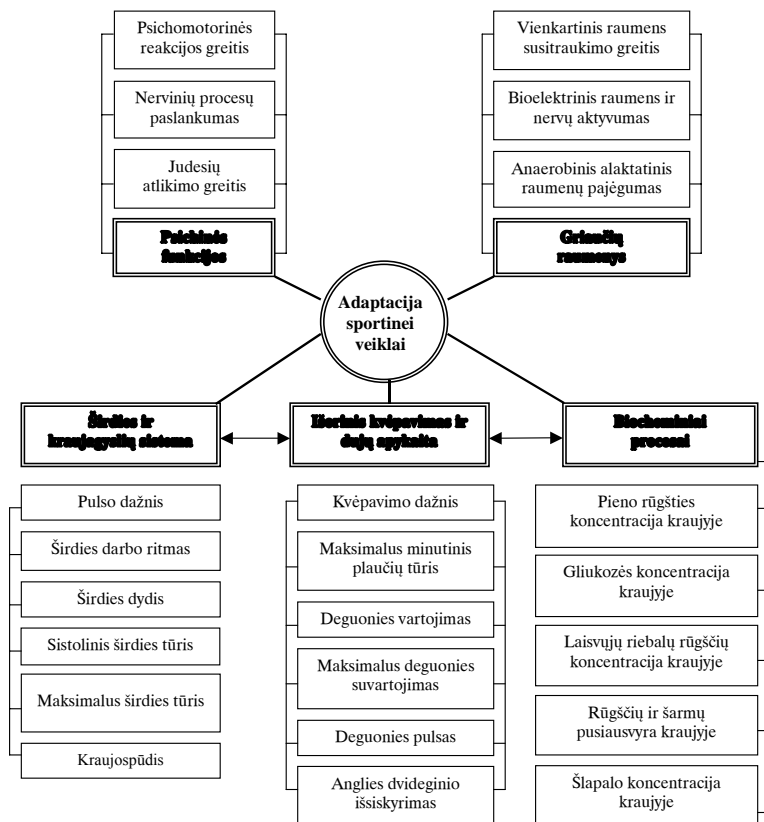 Psichomotorinės
reakcijos greitis
Nervinių procesų
paslankumas
Judesių
atlikimo greitis
Psichinės
funkcijos
Vienkartinis raumens
susitraukimo greitis
Bioelektrinis raumens ir
nervų aktyvumas
Anaerobinis alaktatinis
raumenų pajėgumas
Griaučių
raumenys
Adaptacija
sportinei
veiklai
Širdies ir
kraujagyslių sistema
Išorinis kvėpavimas ir
dujų apykaita
Biocheminiai
procesai
Pulso dažnis
Širdies darbo ritmas
Širdies dydis
Sistolinis širdies tūris
Maksimalus širdies tūris
Kraujospūdis
Kvėpavimo dažnis
Maksimalus minutinis
plaučių tūris
Deguonies vartojimas
Maksimalus deguonies
suvartojimas
Deguonies pulsas
Anglies dvideginio
išsiskyrimas
Pieno rūgšties
koncentracija kraujyje
Gliukozės koncentracija
kraujyje
Laisvųjų riebalų rūgščių
koncentracija kraujyje
Rūgščių ir šarmų
pusiausvyra kraujyje
Šlapalo koncentracija
kraujyje